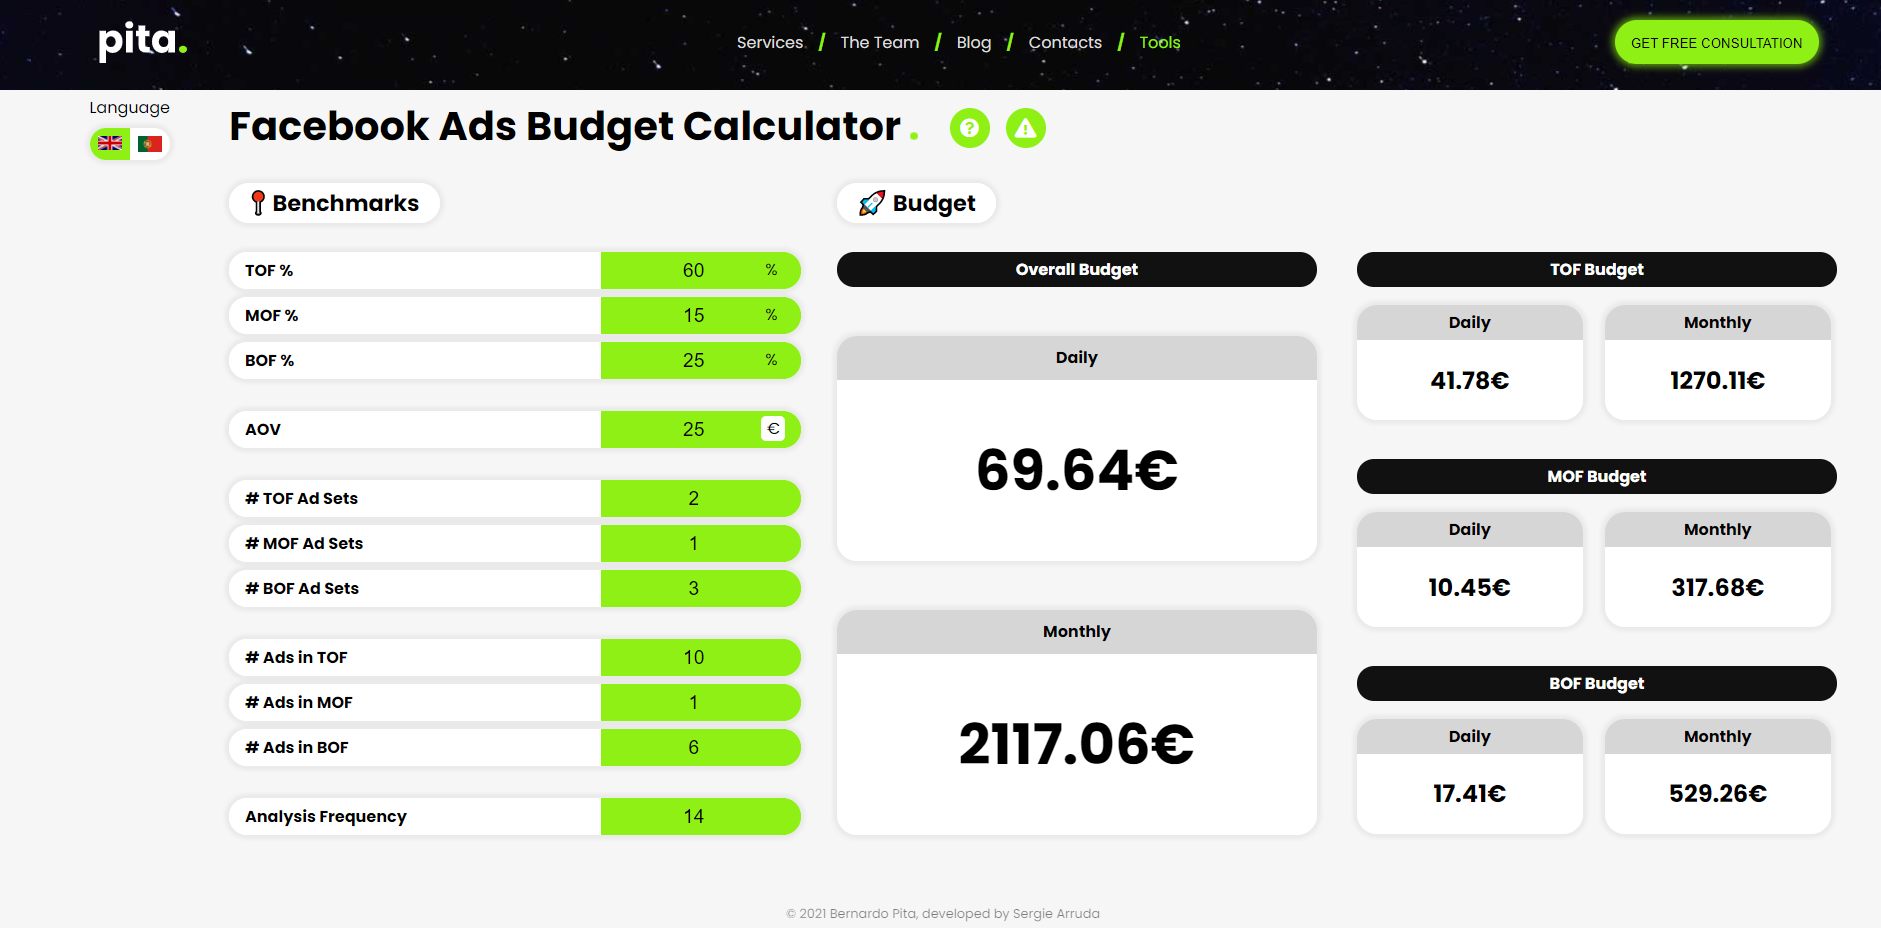 pita.
Services / The Team / Blog / Contacts / Tools
GET FREE CONSULTATION
Language
Facebook Ads Budget Calculator.
Benchmarks
TOF % 60 %
MOF % 15 %
BOF % 25 %
AOV 25 €
# TOF Ad Sets 2
# MOF Ad Sets 1
# BOF Ad Sets 3
# Ads in TOF 10
# Ads in MOF 1
# Ads in BOF 6
Analysis Frequency 14
Budget
Overall Budget
Daily
69.64€
Monthly
2117.06€
TOF Budget
Daily
41.78€
Monthly
1270.11€
MOF Budget
Daily
10.45€
Monthly
317.68€
BOF Budget
Daily
17.41€
Monthly
529.26€
© 2021 Bernardo Pita, developed by Sergie Arruda